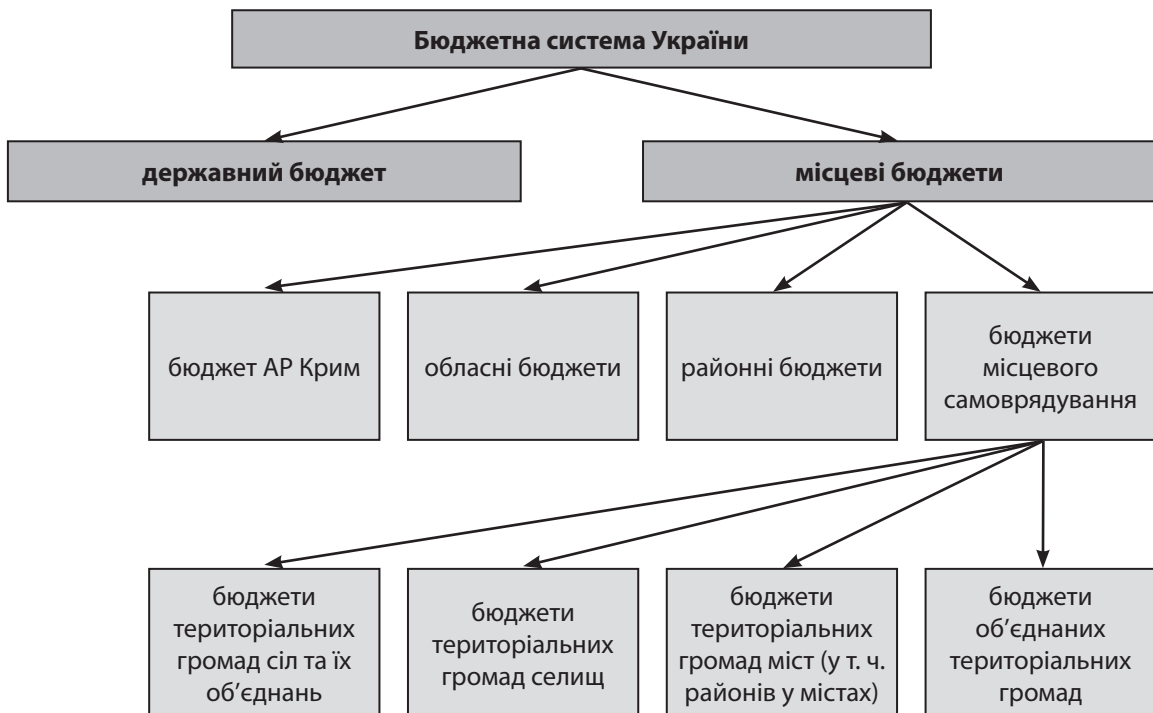 Бюджетна система України
державний бюджет
місцеві бюджети
бюджет АР Крим
обласні бюджети
районні бюджети
бюджети
місцевого
самоврядування
бюджети
територіальних
громад сіл та їх
об’єднань
бюджети
територіальних
громад селищ
бюджети
територіальних
громад міст (у т. ч.
районів у містах)
бюджети
об’єднаних
територіальних
громад